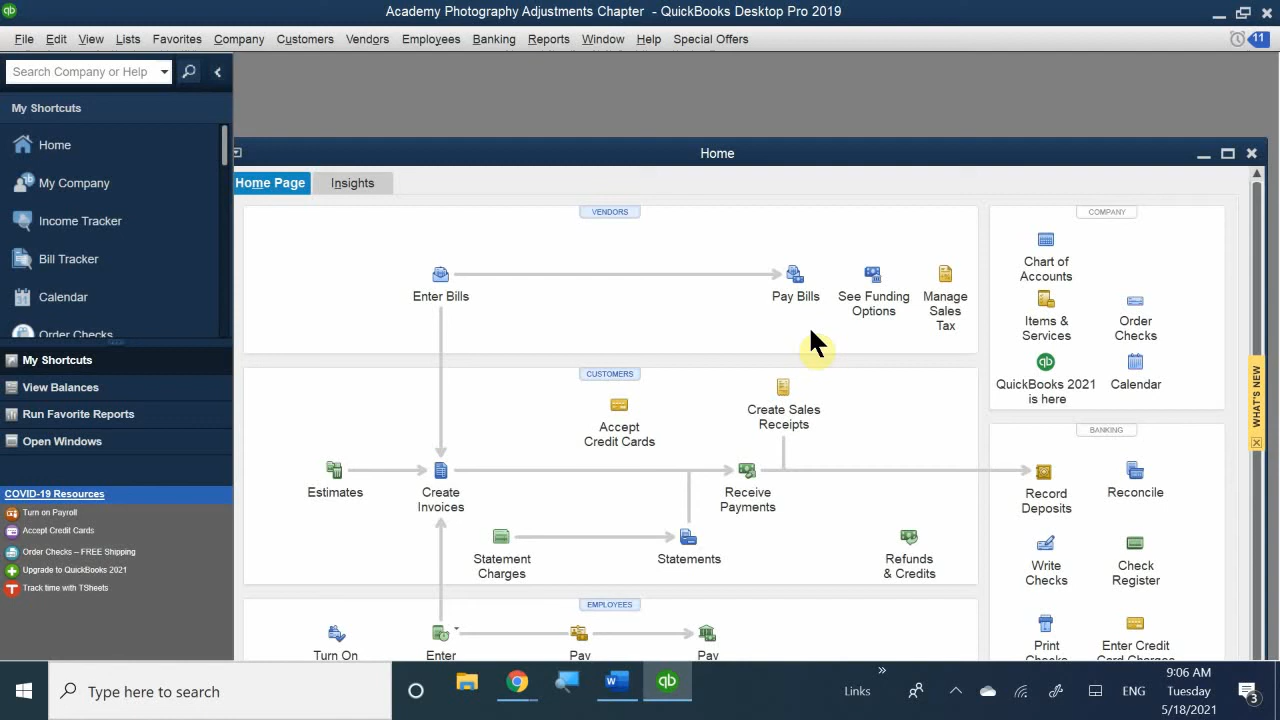 Academy Photography Adjustments Chapter - QuickBooks Desktop Pro 2019
File Edit View Lists Favorites Company Customers Vendors Employees Banking Reports Window Help Special Offers
11
Search Company or Help
My Shortcuts
Home
My Company
Income Tracker
Bill Tracker
Calendar
Order Checks
My Shortcuts
View Balances
Run Favorite Reports
Open Windows
COVID-19 Resources
Turn on Payroll
Accept Credit Cards
Order Checks – FREE Shipping
Upgrade to QuickBooks 2021
Track time with TSheets
Home
Home Page
Insights
VENDORS
Enter Bills
Pay Bills
See Funding
Options
Manage
Sales
Tax
CUSTOMERS
Accept
Credit Cards
Create Sales
Receipts
Estimates
Create
Invoices
Receive
Payments
Statement
Charges
Statements
Refunds
& Credits
EMPLOYEES
Turn On
Enter
Pay
Pay
COMPANY
Chart of
Accounts
Items &
Services
Order
Checks
QuickBooks 2021
is here
Calendar
BANKING
Record
Deposits
Reconcile
Write
Checks
Check
Register
Print
Checks
Enter Credit
Card Charges
WHAT'S NEW
Type here to search
Links
ENG
9:06 AM
Tuesday
5/18/2021
3